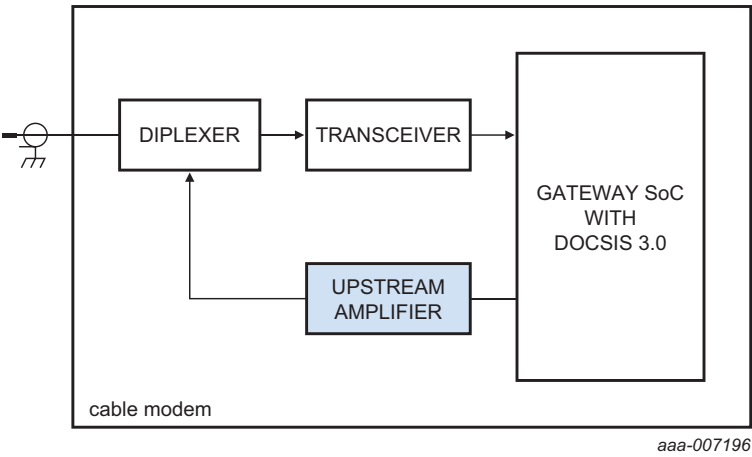 DIPLEXER
TRANSCEIVER
GATEWAY SoC
WITH
DOCSIS 3.0
UPSTREAM
AMPLIFIER
cable modem
aaa-007196